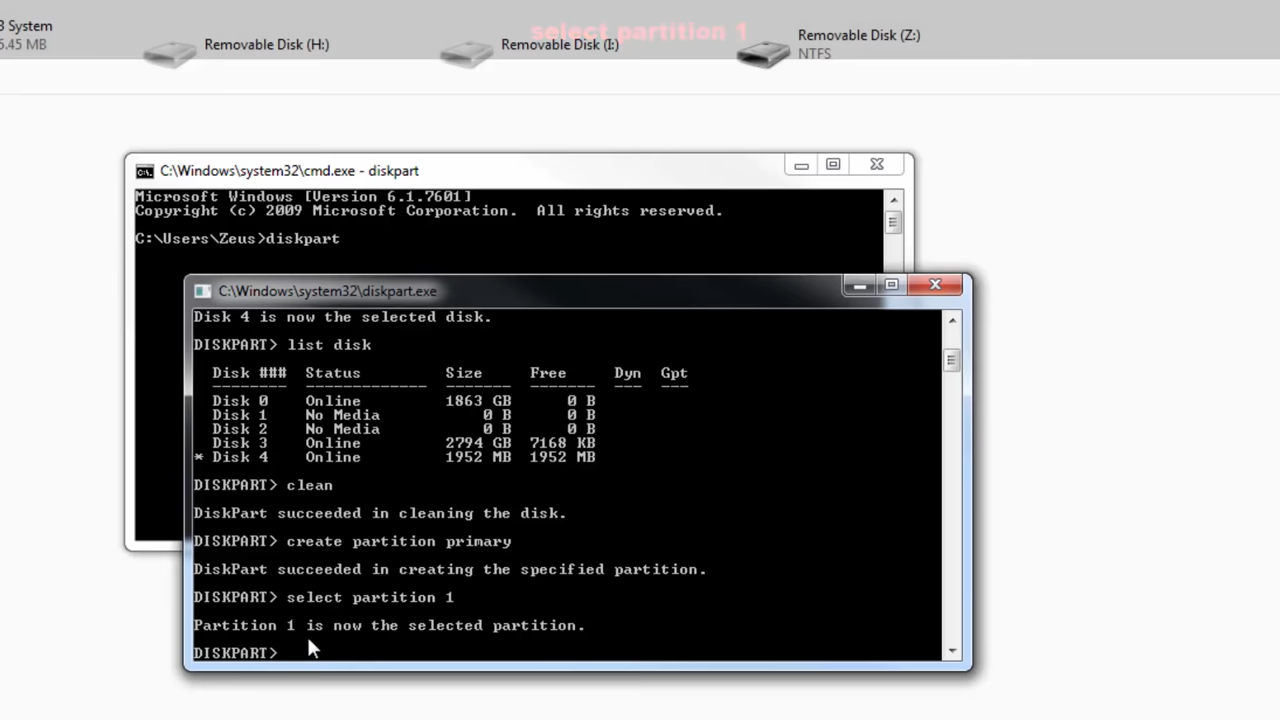 3 System
5.45 MB
select partition 1
Removable Disk (H:)
Removable Disk (I:)
Removable Disk (Z:)
NTFS
C:\Windows\system32\cmd.exe - diskpart
Microsoft Windows [Version 6.1.7601]
Copyright (c) 2009 Microsoft Corporation.  All rights reserved.
C:\Users\Zeus>diskpart
C:\Windows\system32\diskpart.exe
Disk 4 is now the selected disk.
DISKPART> list disk
Disk ###  Status         Size     Free     Dyn  Gpt
--------  -------------  -------  -------  ---  ---
Disk 0    Online         1863 GB      0 B
Disk 1    No Media          0 B      0 B
Disk 2    No Media          0 B      0 B
Disk 3    Online         2794 GB  7168 KB
* Disk 4    Online         1952 MB  1952 MB
DISKPART> clean
DiskPart succeeded in cleaning the disk.
DISKPART> create partition primary
DiskPart succeeded in creating the specified partition.
DISKPART> select partition 1
Partition 1 is now the selected partition.
DISKPART>